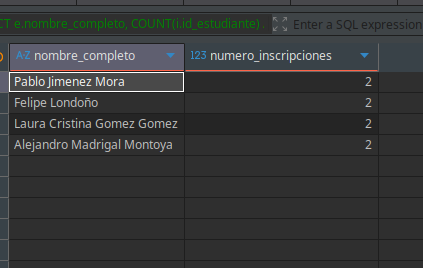 CT e.nombre_completo, COUNT(i.id_estudiante) . Enter a SQL expression
A-Z nombre_completo 123 numero_inscripciones
Pablo Jimenez Mora 2
Felipe Londoño 2
Laura Cristina Gomez Gomez 2
Alejandro Madrigal Montoya 2